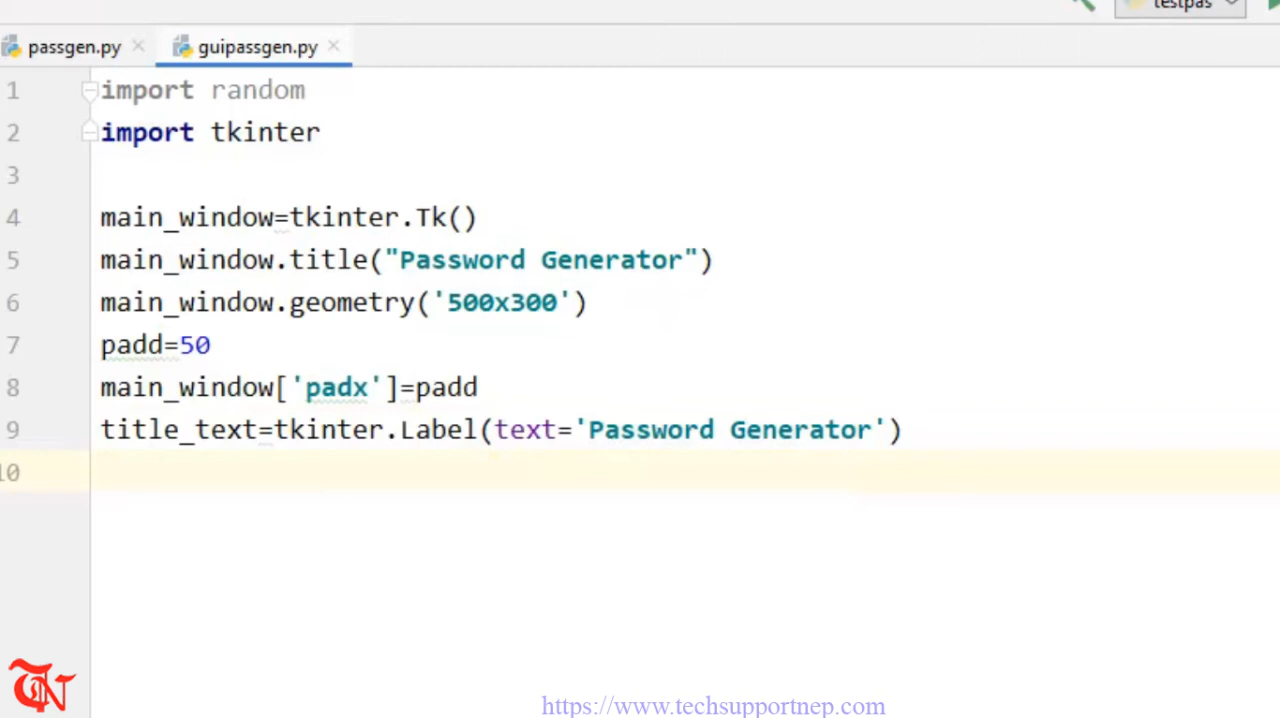 testpas
passgen.py guipassgen.py
1 import random
2 import tkinter
3
4 main_window=tkinter.Tk()
5 main_window.title("Password Generator")
6 main_window.geometry('500x300')
7 padd=50
8 main_window['padx']=padd
9 title_text=tkinter.Label(text='Password Generator')
10
TN
https://www.techsupportnep.com